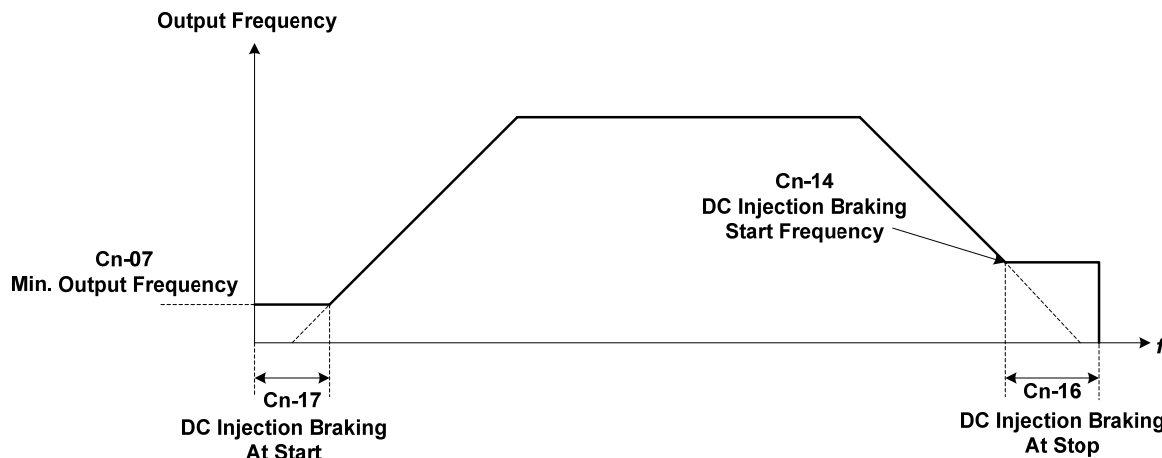 Output Frequency
Cn-14
DC Injection Braking
Start Frequency
Cn-07
Min. Output Frequency
f
Cn-17
DC Injection Braking
At Start
Cn-16
DC Injection Braking
At Stop